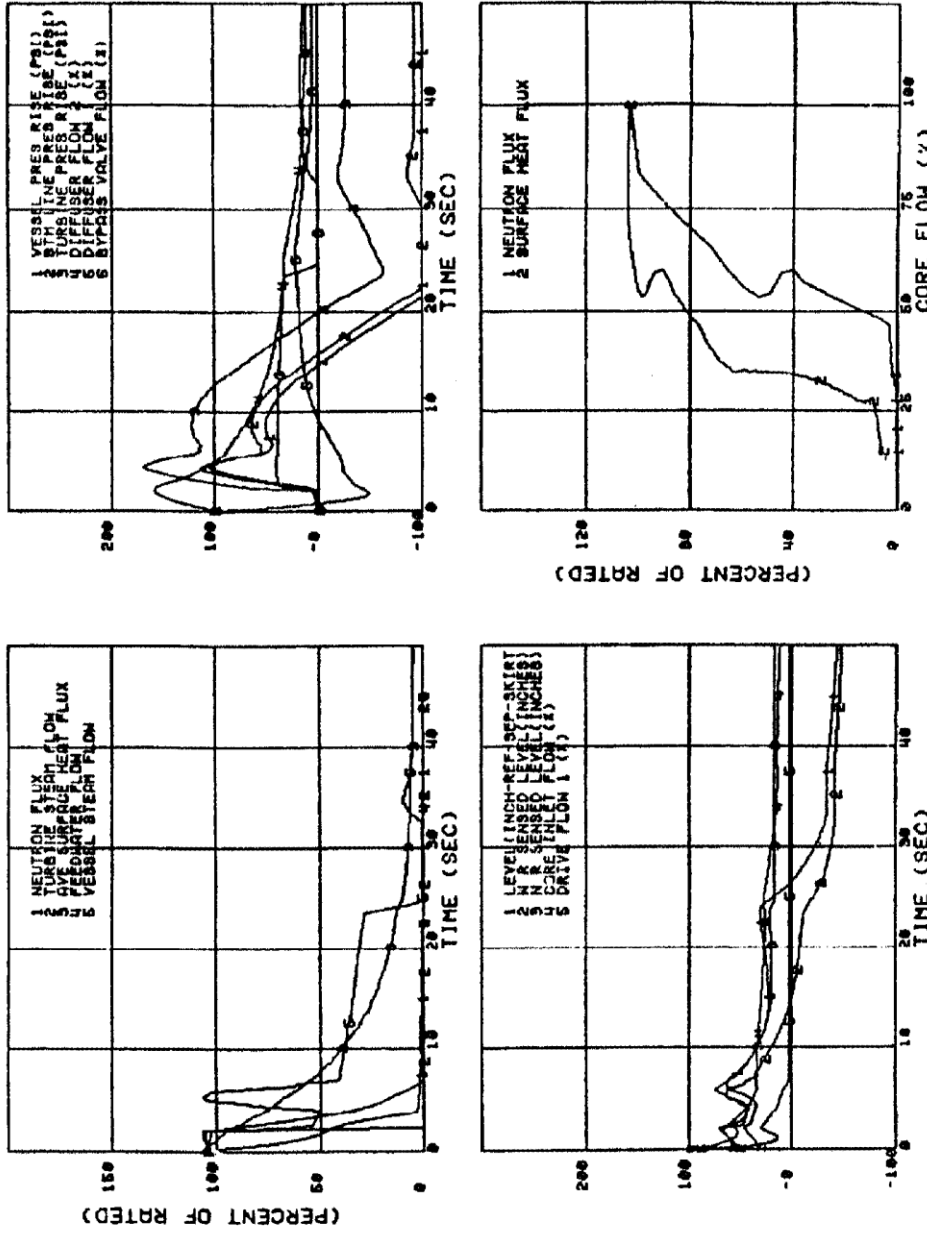 1 NEUTRON FLUX
2 TURBINE STEAM FLOW
3 AVE SURFACE HEAT FLUX
4 FEEDWATER FLOW
5 VESSEL STEAM FLOW
(PERCENT OF RATED)
100
50
0
0
10
20
30
40
TIME (SEC)
1 VESSEL PRES RISE (PSI)
2 STM LINE PRES RISE (PSI)
3 TURBINE PRES RISE (PSI)
4 DIFFUSER FLOW 2 (%)
5 DIFFUSER FLOW 1 (%)
6 BYPASS VALVE FLOW (%)
200
100
-0
-100
0
10
20
30
40
TIME (SEC)
1 LEVEL(INCH-REF-SEP-SKIRT
2 W R SENSED LEVEL(INCHES)
3 N R SENSED LEVEL(INCHES)
4 CORE INLET FLOW (%)
5 DRIVE FLOW 1 (%)
100
-0
-100
0
10
20
30
40
TIME (SEC)
1 NEUTRON FLUX
2 SURFACE HEAT FLUX
(PERCENT OF RATED)
120
80
40
0
0
25
50
75
100
CORE FLOW (%)